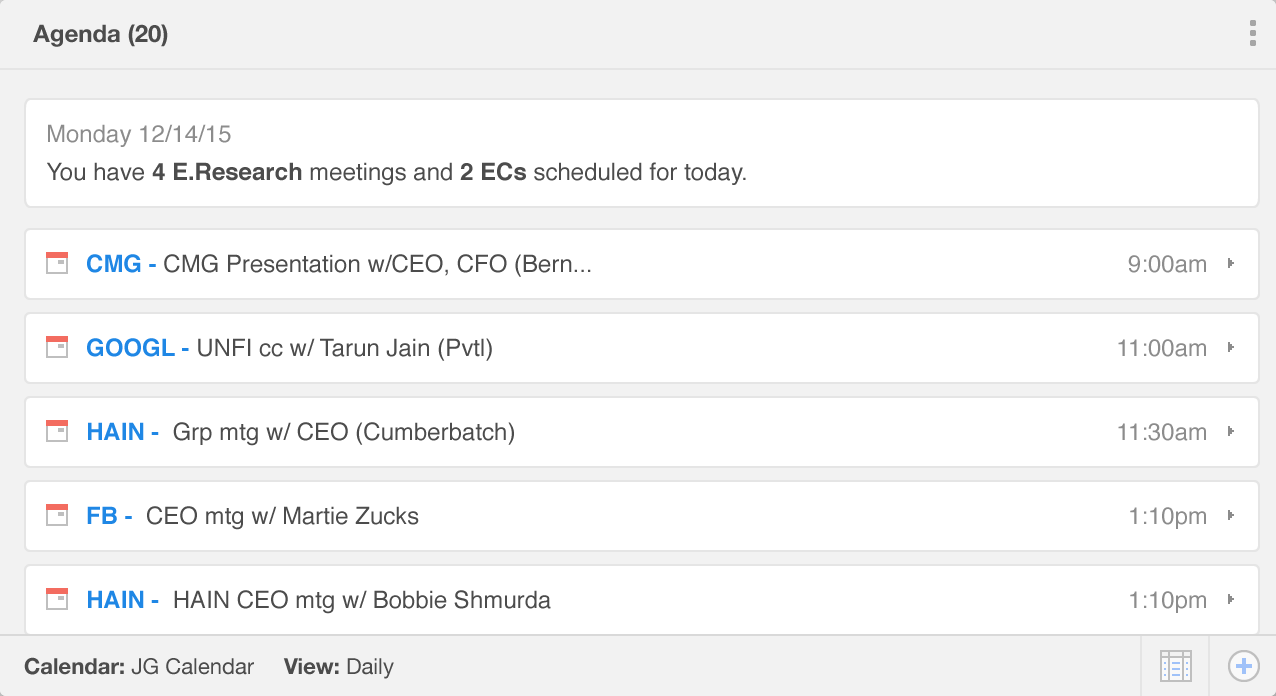 Agenda (20)
Monday 12/14/15
You have 4 E.Research meetings and 2 ECs scheduled for today.
CMG - CMG Presentation w/CEO, CFO (Bern... 9:00am
GOOGL - UNFI cc w/ Tarun Jain (Pvtl) 11:00am
HAIN - Grp mtg w/ CEO (Cumberbatch) 11:30am
FB - CEO mtg w/ Martie Zucks 1:10pm
HAIN - HAIN CEO mtg w/ Bobbie Shmurda 1:10pm
Calendar: JG Calendar View: Daily